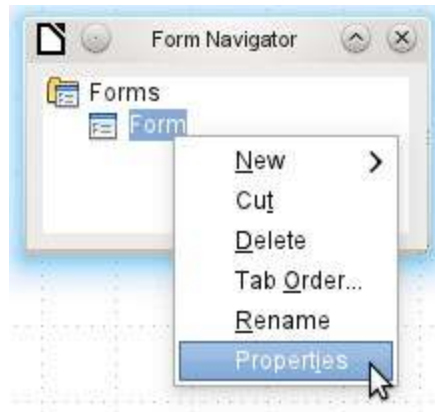 Form Navigator
Forms
Form
New
Cut
Delete
Tab Order...
Rename
Properties